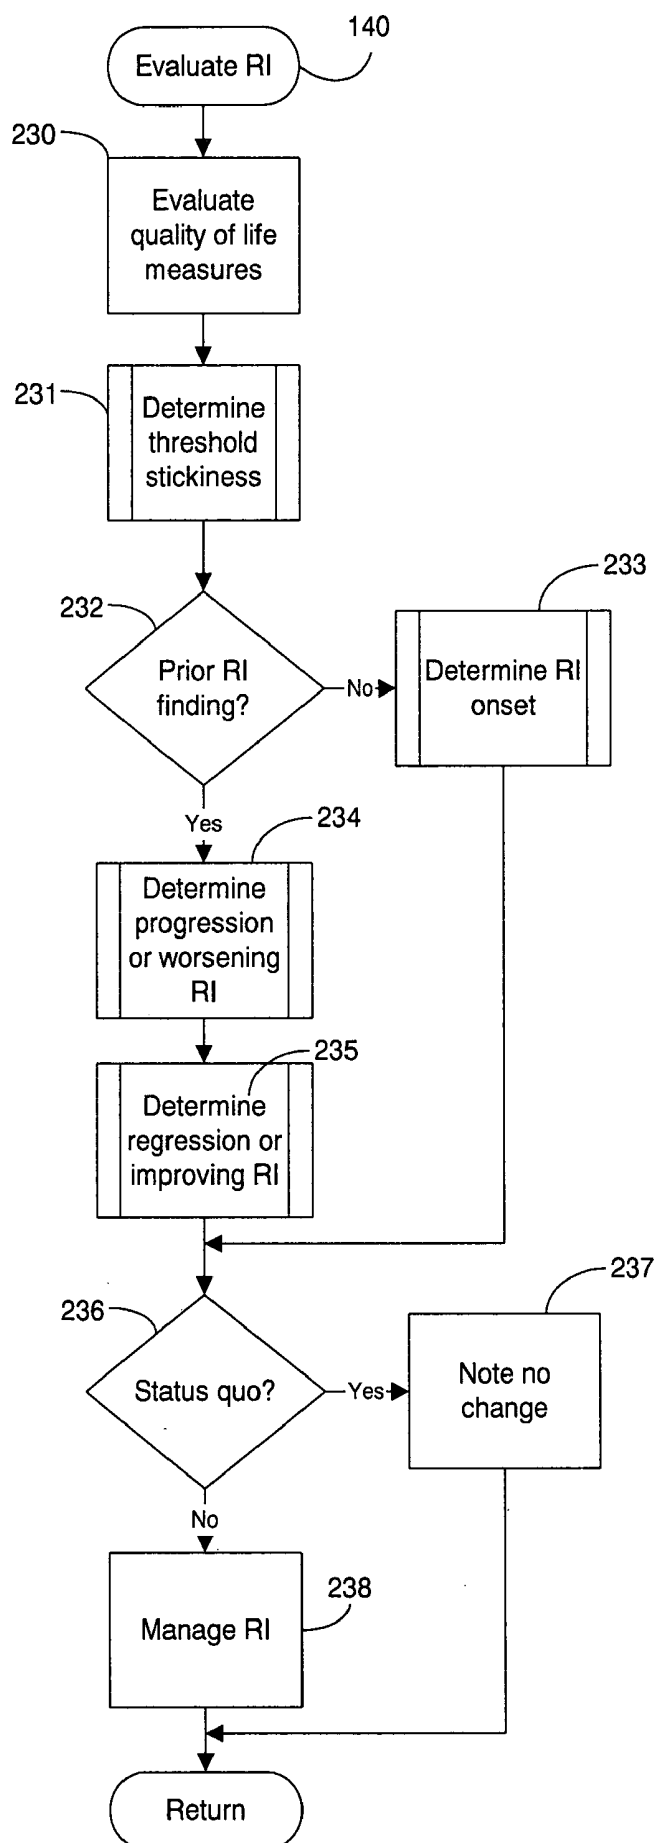 140
Evaluate RI
230
Evaluate
quality of life
measures
231
Determine
threshold
stickiness
232
Prior RI
finding?
No
233
Determine RI
onset
Yes
234
Determine
progression
or worsening
RI
235
Determine
regression or
improving RI
236
Status quo?
Yes
237
Note no
change
No
238
Manage RI
Return